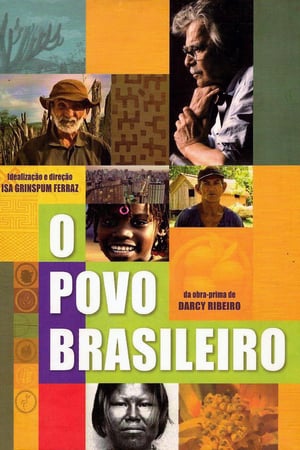 Idealização e direção
ISA GRINSPUM FERRAZ
O
POVO
BRASILEIRO
da obra-prima de
DARCY RIBEIRO